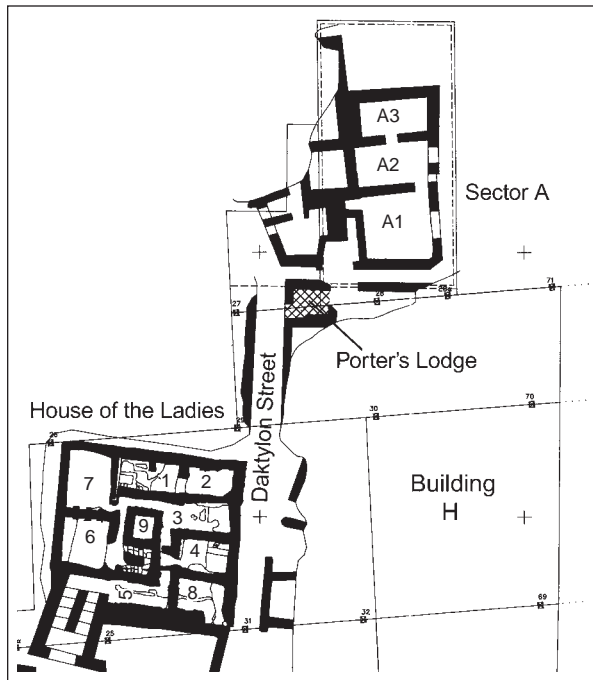 A3
A2
Sector A
A1
71
28
27
Porter's Lodge
House of the Ladies
Daktylon Street
70
30
29
26
Building
H
7
1
2
3
9
6
4
5
8
69
32
31
25